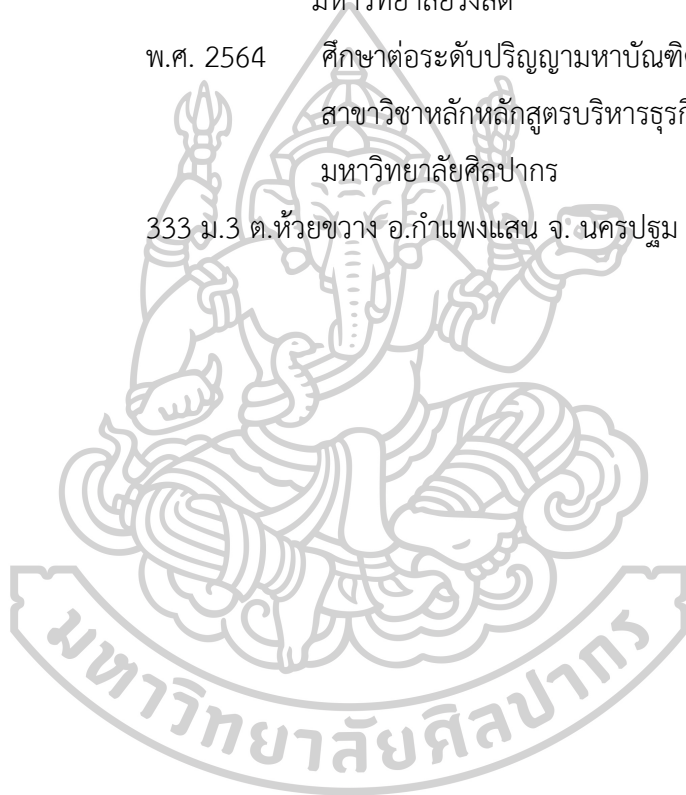 มหาวิทยาลัยรังสิต
พ.ศ. 2564 ศึกษาต่อระดับปริญญามหาบัณฑิต
สาขาวิชาหลักหลักสูตรบริหารธุรกิ
มหาวิทยาลัยศิลปากร
333 ม.3 ต.ห้วยขวาง อ.กำแพงแสน จ. นครปฐม
มหาวิทยาลัยศิลปากร